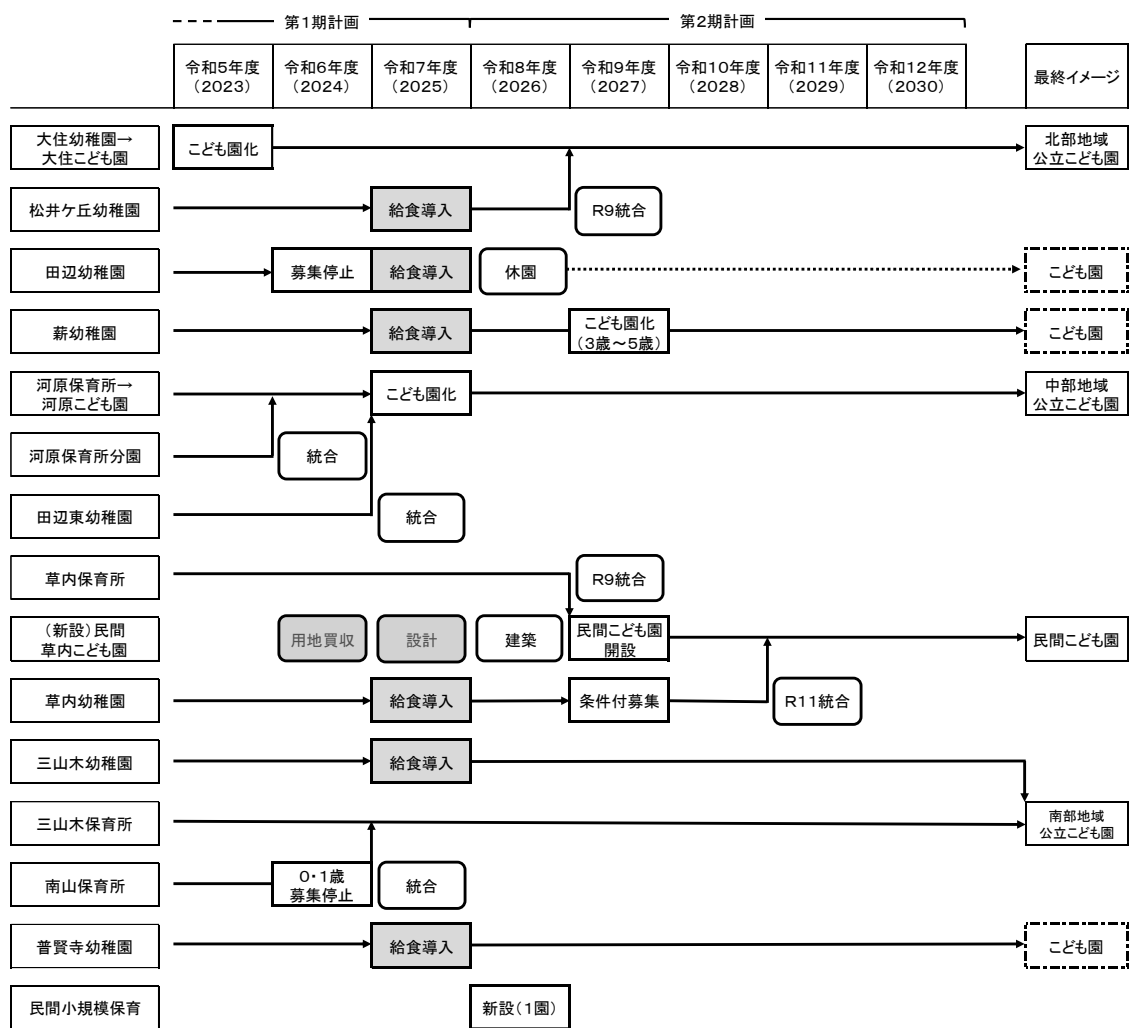 第1期計画
第2期計画
令和5年度
(2023)
令和6年度
(2024)
令和7年度
(2025)
令和8年度
(2026)
令和9年度
(2027)
令和10年度
(2028)
令和11年度
(2029)
令和12年度
(2030)
最終イメージ
大住幼稚園→
大住こども園
こども園化
北部地域
公立こども園
松井ケ丘幼稚園
給食導入
R9統合
田辺幼稚園
募集停止
給食導入
休園
こども園
薪幼稚園
給食導入
こども園化
(3歳～5歳)
こども園
河原保育所→
河原こども園
こども園化
中部地域
公立こども園
河原保育所分園
統合
田辺東幼稚園
統合
草内保育所
R9統合
(新設)民間
草内こども園
用地買収
設計
建築
民間こども園
開設
民間こども園
草内幼稚園
給食導入
条件付募集
R11統合
三山木幼稚園
給食導入
三山木保育所
南部地域
公立こども園
南山保育所
0・1歳
募集停止
統合
普賢寺幼稚園
給食導入
こども園
民間小規模保育
新設(1園)